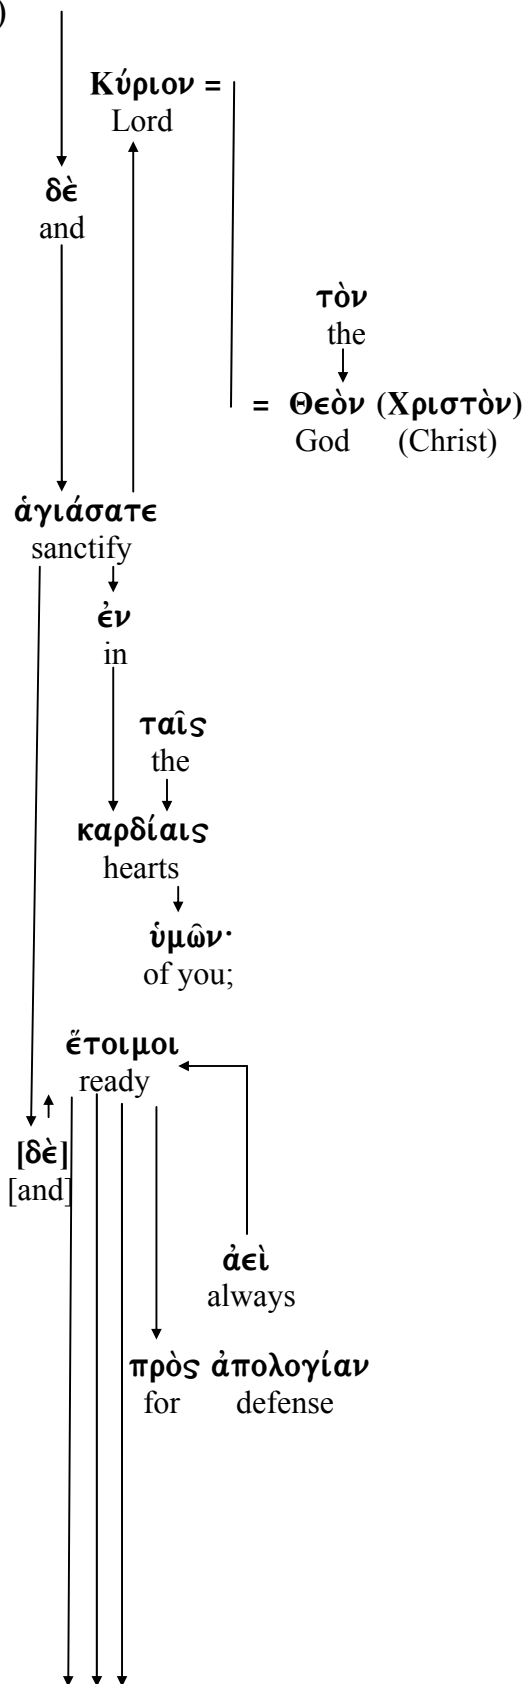 )
Κύριον =
Lord
δὲ
and
τὸν
the
= Θεὸν (Χριστὸν)
God (Christ)
ἁγιάσατε
sanctify
ἐν
in
ταῖς
the
καρδίαις
hearts
ὑμῶν·
of you;
ἕτοιμοι
ready
[δὲ]
[and]
ἀεὶ
always
πρὸς ἀπολογίαν
for defense